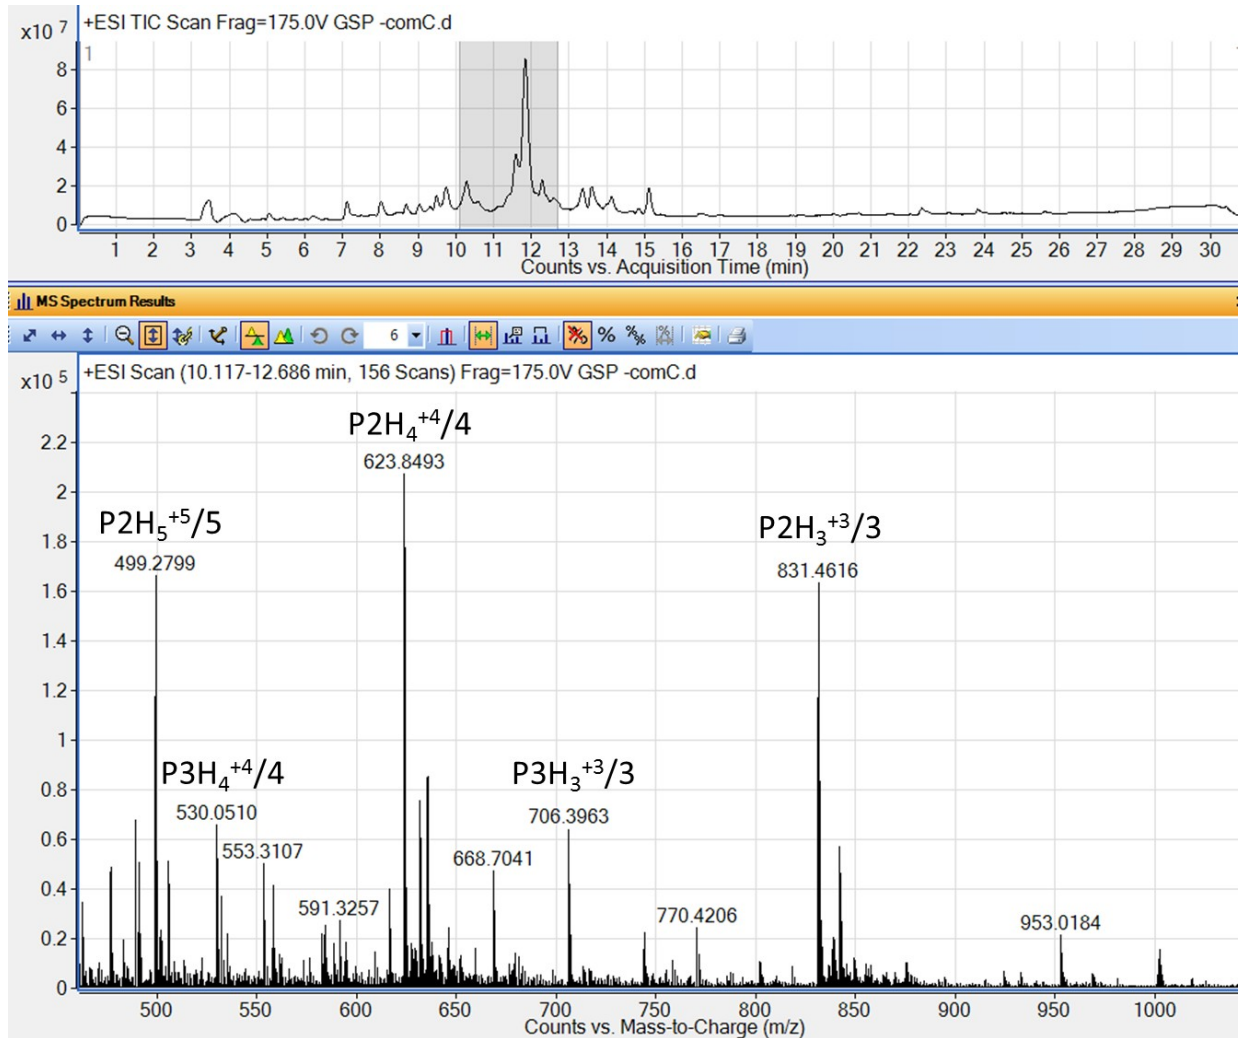 +ESI TIC Scan Frag=175.0V GSP -comC.d
x10 7
1
8
6
4
2
0
1 2 3 4 5 6 7 8 9 10 11 12 13 14 15 16 17 18 19 20 21 22 23 24 25 26 27 28 29 30
Counts vs. Acquisition Time (min)
MS Spectrum Results
6
% % %
+ESI Scan (10.117-12.686 min, 156 Scans) Frag=175.0V GSP -comC.d
x10 5
P2H₄⁺⁴/4
2.2
623.8493
2
P2H₅⁺⁵/5
P2H₃⁺³/3
1.8
499.2799
831.4616
1.6
1.4
1.2
1
P3H₄⁺⁴/4
P3H₃⁺³/3
0.8
530.0510
706.3963
0.6
553.3107
668.7041
0.4
591.3257
770.4206
953.0184
0.2
0
500 550 600 650 700 750 800 850 900 950 1000
Counts vs. Mass-to-Charge (m/z)